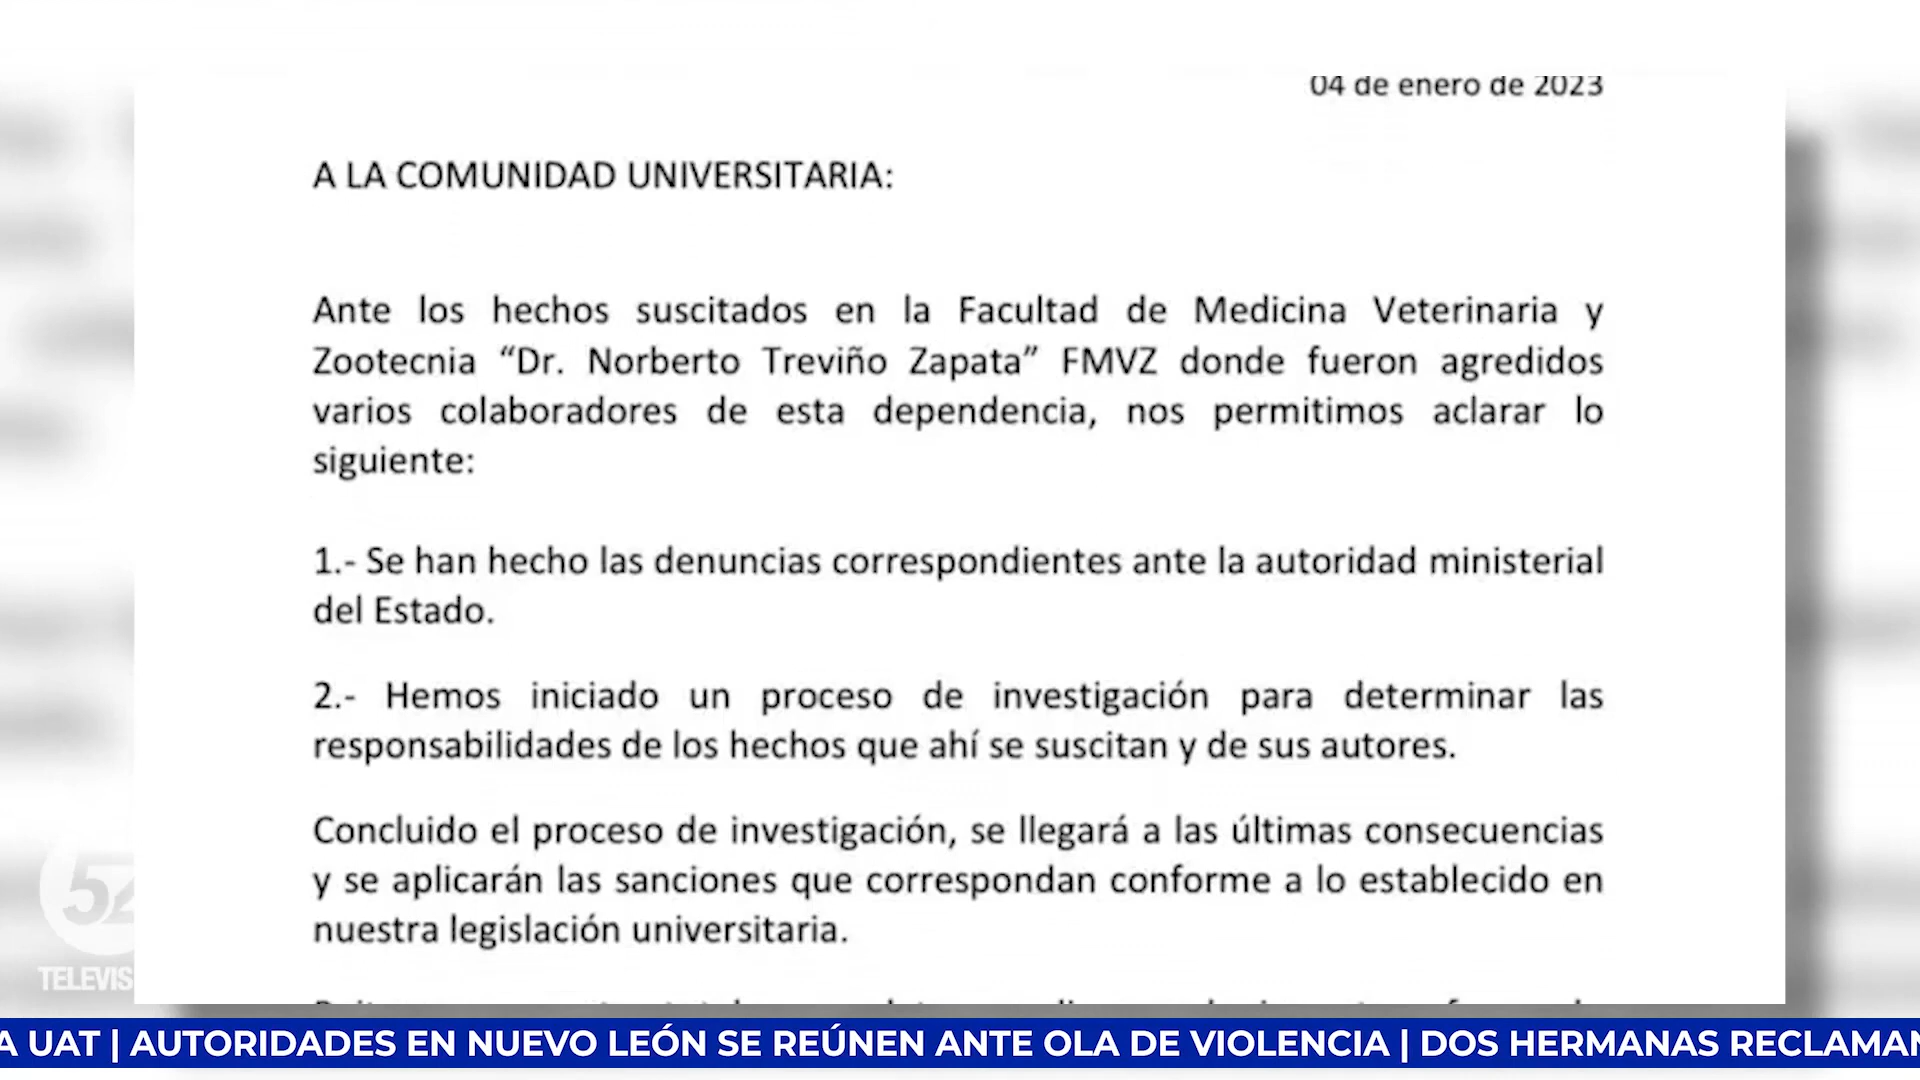 04 de enero de 2023
A LA COMUNIDAD UNIVERSITARIA:
Ante los hechos suscitados en la Facultad de Medicina Veterinaria y
Zootecnia “Dr. Norberto Treviño Zapata” FMVZ donde fueron agredidos
varios colaboradores de esta dependencia, nos permitimos aclarar lo
siguiente:
1.- Se han hecho las denuncias correspondientes ante la autoridad ministerial
del Estado.
2.- Hemos iniciado un proceso de investigación para determinar las
responsabilidades de los hechos que ahí se suscitan y de sus autores.
Concluido el proceso de investigación, se llegará a las últimas consecuencias
y se aplicarán las sanciones que correspondan conforme a lo establecido en
nuestra legislación universitaria.
52
TELEVIS
A UAT | AUTORIDADES EN NUEVO LEÓN SE REÚNEN ANTE OLA DE VIOLENCIA | DOS HERMANAS RECLAMAN